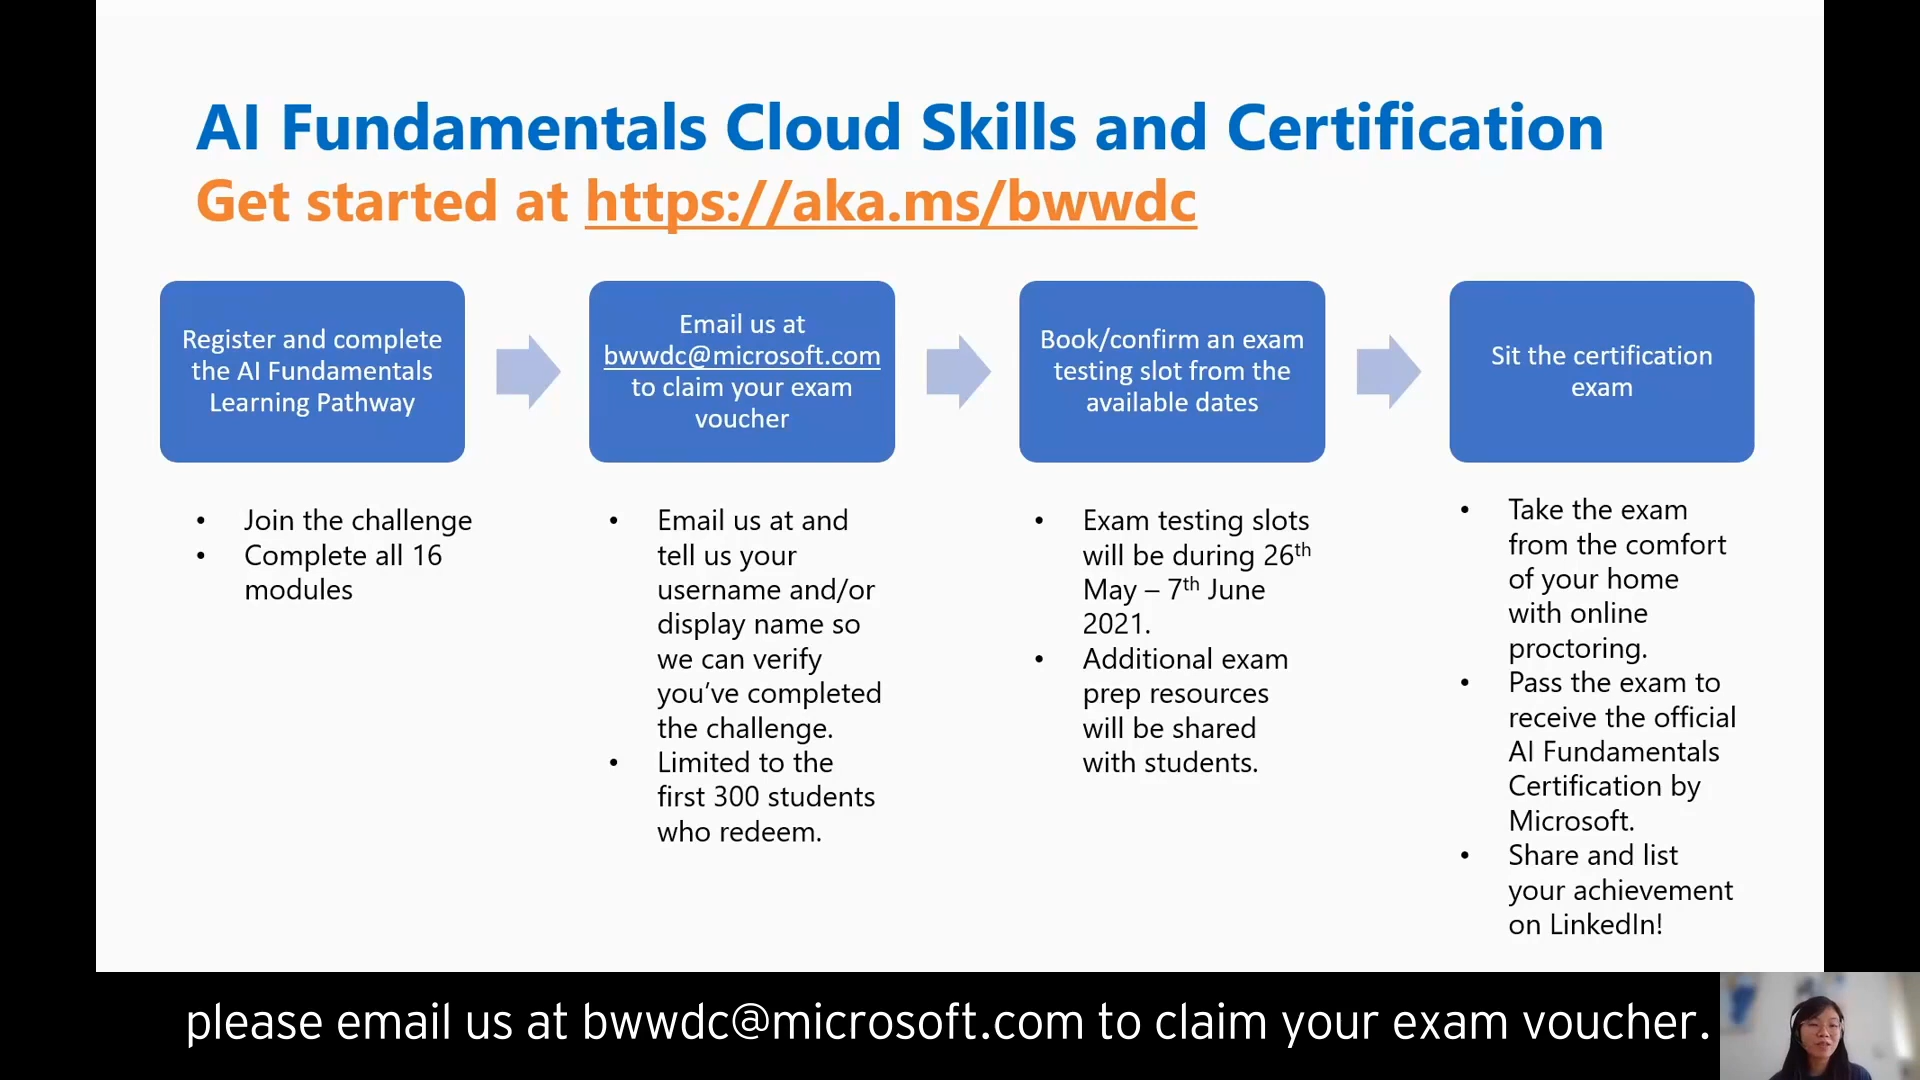 AI Fundamentals Cloud Skills and Certification
Get started at https://aka.ms/bwwdc
Register and complete
the AI Fundamentals
Learning Pathway
Email us at
bwwdc@microsoft.com
to claim your exam
voucher
Book/confirm an exam
testing slot from the
available dates
Sit the certification
exam
• Join the challenge
• Complete all 16
modules
• Email us at and
tell us your
username and/or
display name so
we can verify
you’ve completed
the challenge.
• Limited to the
first 300 students
who redeem.
• Exam testing slots
will be during 26th
May – 7th June
2021.
• Additional exam
prep resources
will be shared
with students.
• Take the exam
from the comfort
of your home
with online
proctoring.
• Pass the exam to
receive the official
AI Fundamentals
Certification by
Microsoft.
• Share and list
your achievement
on LinkedIn!
please email us at bwwdc@microsoft.com to claim your exam voucher.